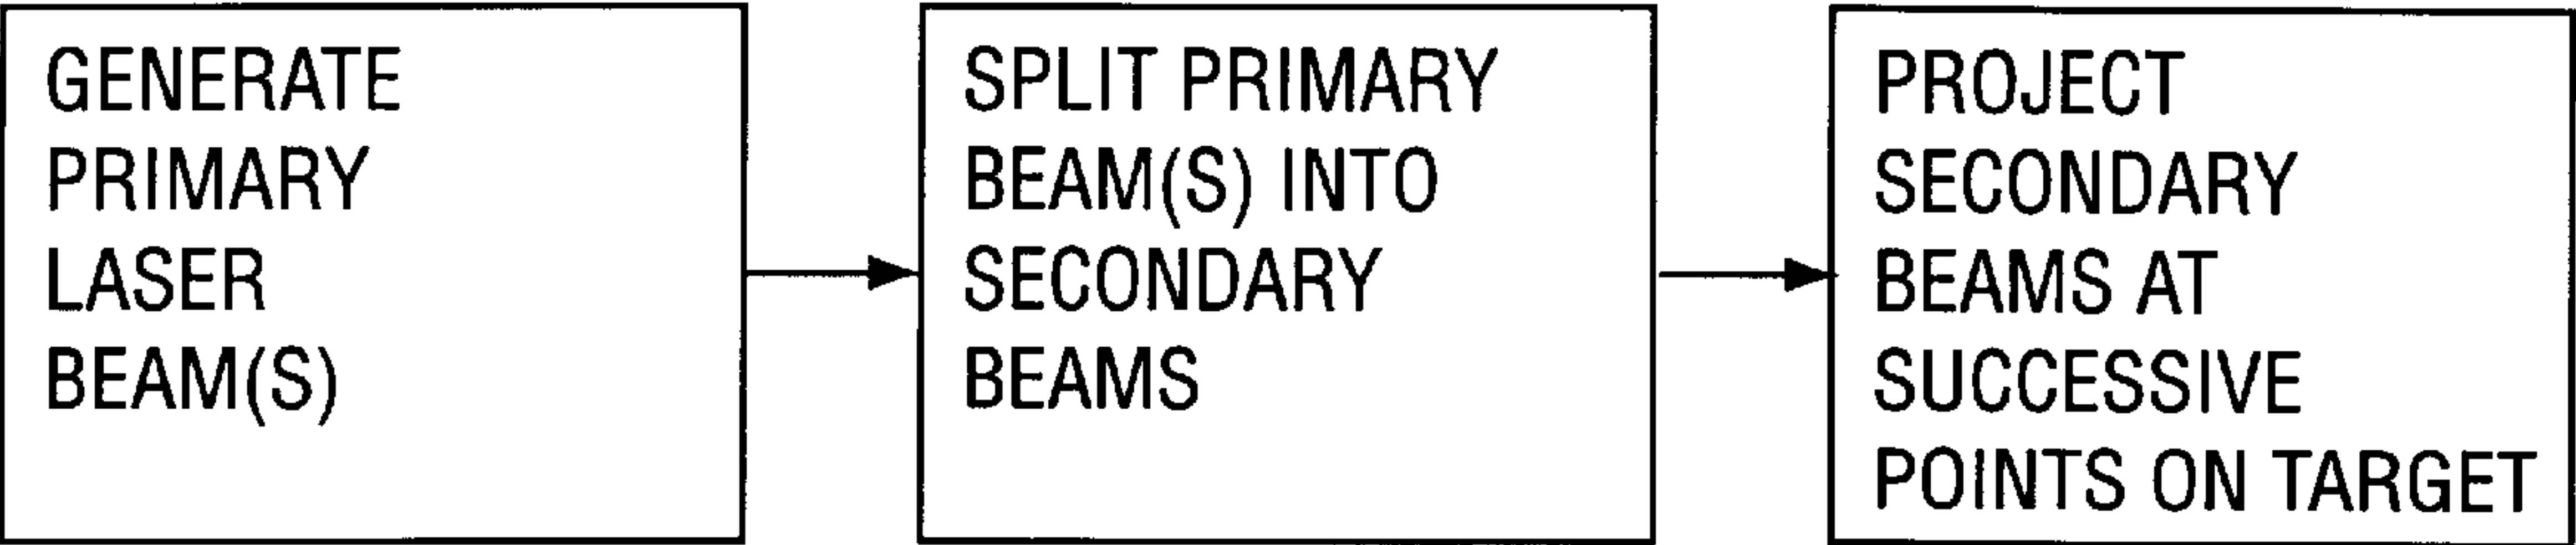 GENERATE
PRIMARY
LASER
BEAM(S)
SPLIT PRIMARY
BEAM(S) INTO
SECONDARY
BEAMS
PROJECT
SECONDARY
BEAMS AT
SUCCESSIVE
POINTS ON TARGET